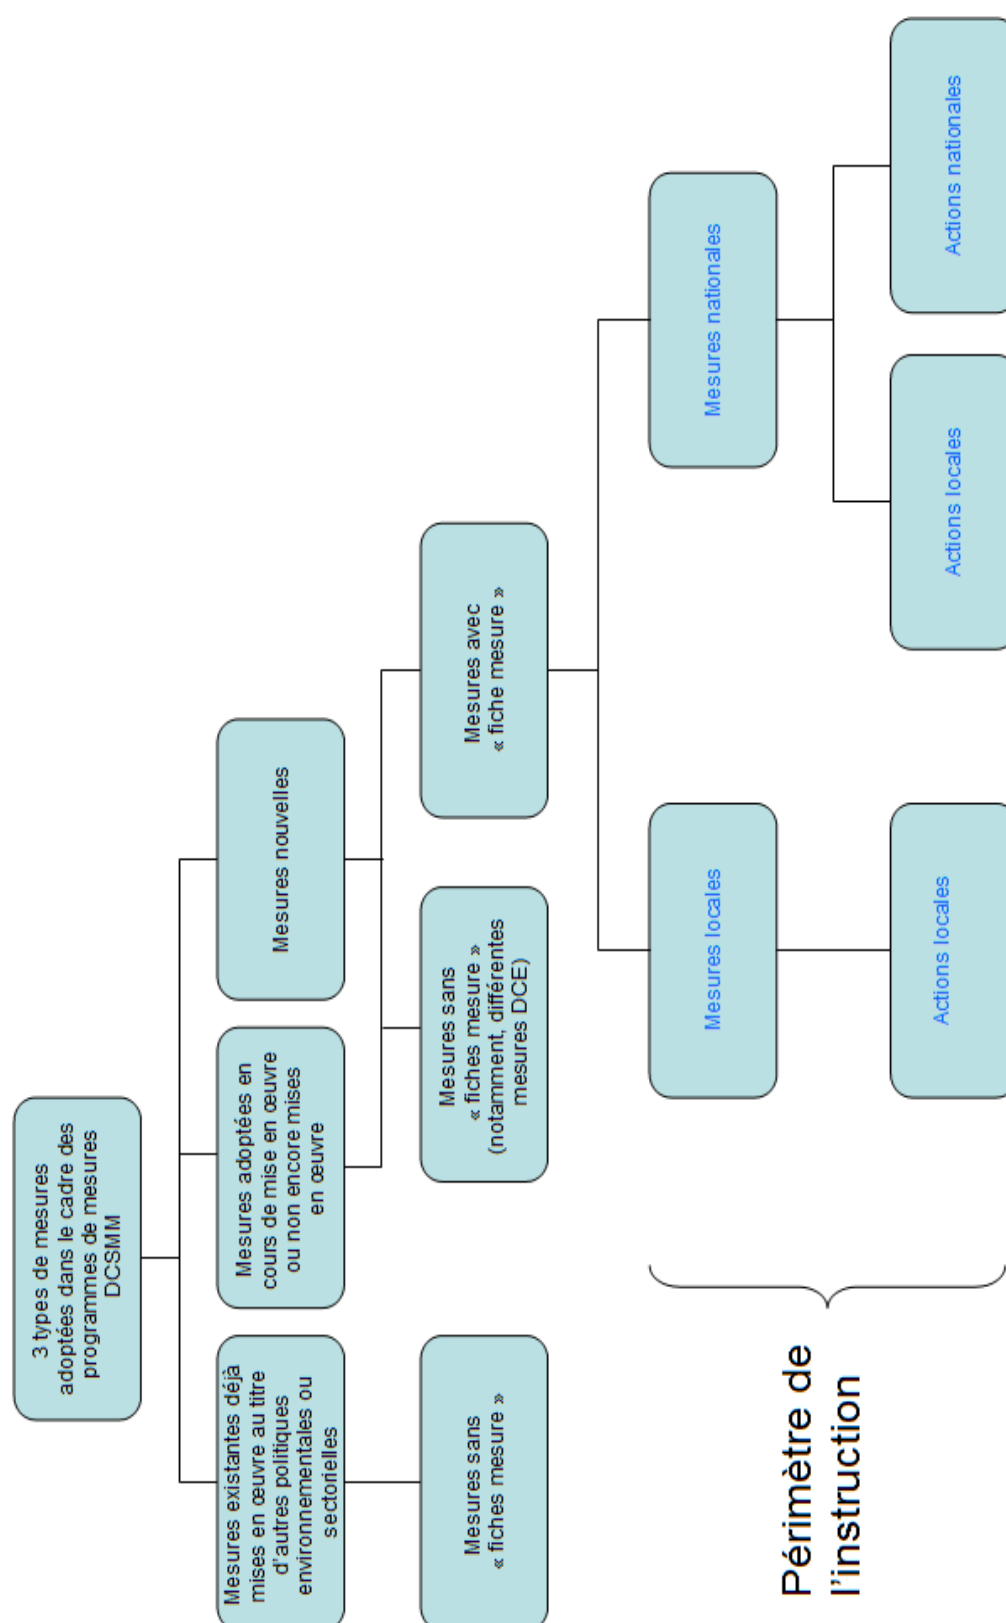 3 types de mesures
adoptées dans le cadre des
programmes de mesures
DCSMM
Mesures existantes déjà
mises en œuvre au titre
d'autres politiques
environnementales ou
sectorielles
Mesures adoptées en
cours de mise en œuvre
ou non encore mises
en œuvre
Mesures nouvelles
Mesures sans
« fiches mesure »
Mesures sans
« fiches mesure »
(notamment, différentes
mesures DCE)
Mesures avec
« fiche mesure »
Périmètre de
l'instruction
Mesures locales
Mesures nationales
Actions locales
Actions locales
Actions nationales